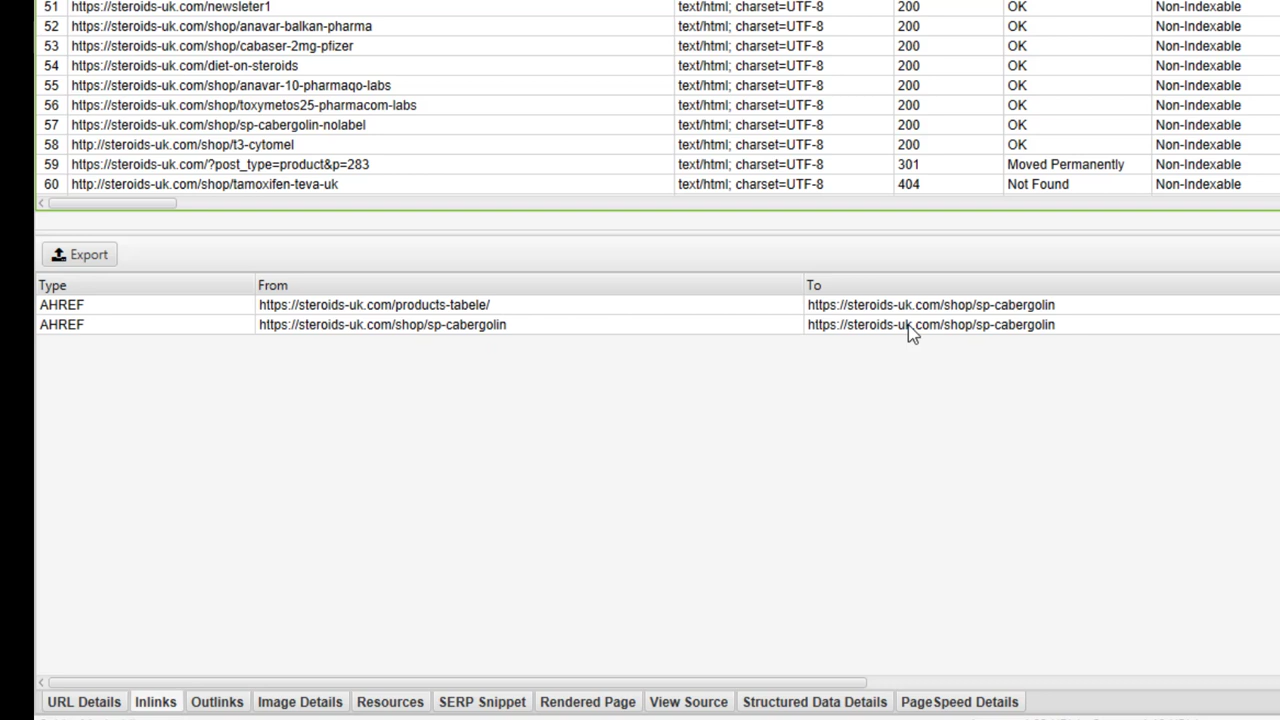 51 https://steroids-uk.com/newsleter1 text/html; charset=UTF-8 200 OK Non-Indexable
52 https://steroids-uk.com/shop/anavar-balkan-pharma text/html; charset=UTF-8 200 OK Non-Indexable
53 https://steroids-uk.com/shop/cabaser-2mg-pfizer text/html; charset=UTF-8 200 OK Non-Indexable
54 https://steroids-uk.com/diet-on-steroids text/html; charset=UTF-8 200 OK Non-Indexable
55 https://steroids-uk.com/shop/anavar-10-pharmaqo-labs text/html; charset=UTF-8 200 OK Non-Indexable
56 https://steroids-uk.com/shop/toxymetos25-pharmacom-labs text/html; charset=UTF-8 200 OK Non-Indexable
57 https://steroids-uk.com/shop/sp-cabergolin-nolabel text/html; charset=UTF-8 200 OK Non-Indexable
58 http://steroids-uk.com/shop/t3-cytomel text/html; charset=UTF-8 200 OK Non-Indexable
59 https://steroids-uk.com/?post_type=product&p=283 text/html; charset=UTF-8 301 Moved Permanently Non-Indexable
60 http://steroids-uk.com/shop/tamoxifen-teva-uk text/html; charset=UTF-8 404 Not Found Non-Indexable
Export
Type From To
AHREF https://steroids-uk.com/products-tabele/ https://steroids-uk.com/shop/sp-cabergolin
AHREF https://steroids-uk.com/shop/sp-cabergolin https://steroids-uk.com/shop/sp-cabergolin
URL Details Inlinks Outlinks Image Details Resources SERP Snippet Rendered Page View Source Structured Data Details PageSpeed Details